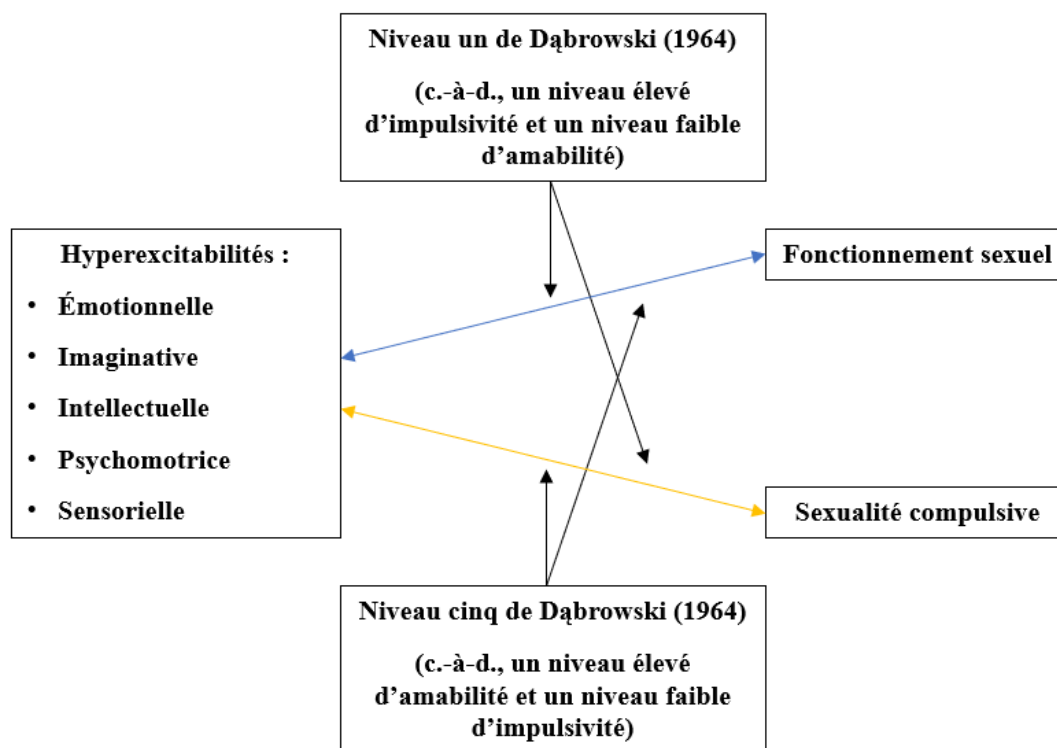 Niveau un de Dąbrowski (1964)
(c.-à-d., un niveau élevé
d’impulsivité et un niveau faible
d’amabilité)
Hyperexcitabilités :
• Émotionnelle
• Imaginative
• Intellectuelle
• Psychomotrice
• Sensorielle
Fonctionnement sexuel
Sexualité compulsive
Niveau cinq de Dąbrowski (1964)
(c.-à-d., un niveau élevé
d’amabilité et un niveau faible
d’impulsivité)